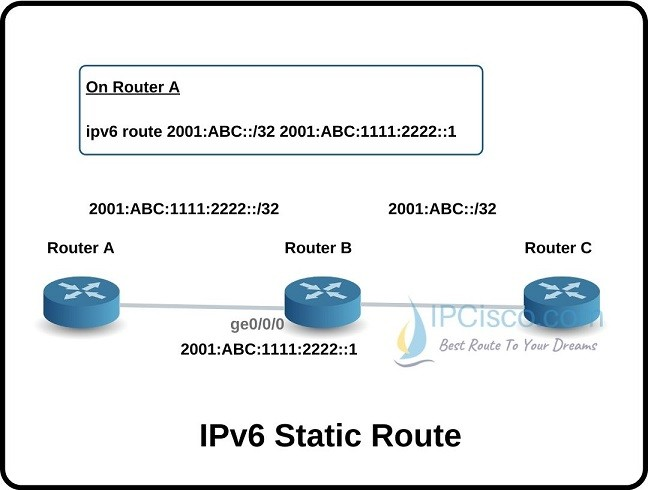 On Router A
ipv6 route 2001:ABC::/32 2001:ABC:1111:2222::1
2001:ABC:1111:2222::/32 2001:ABC::/32
Router A Router B Router C
IPCisco.com
ge0/0/0
Best Route To Your Dreams
2001:ABC:1111:2222::1
IPv6 Static Route